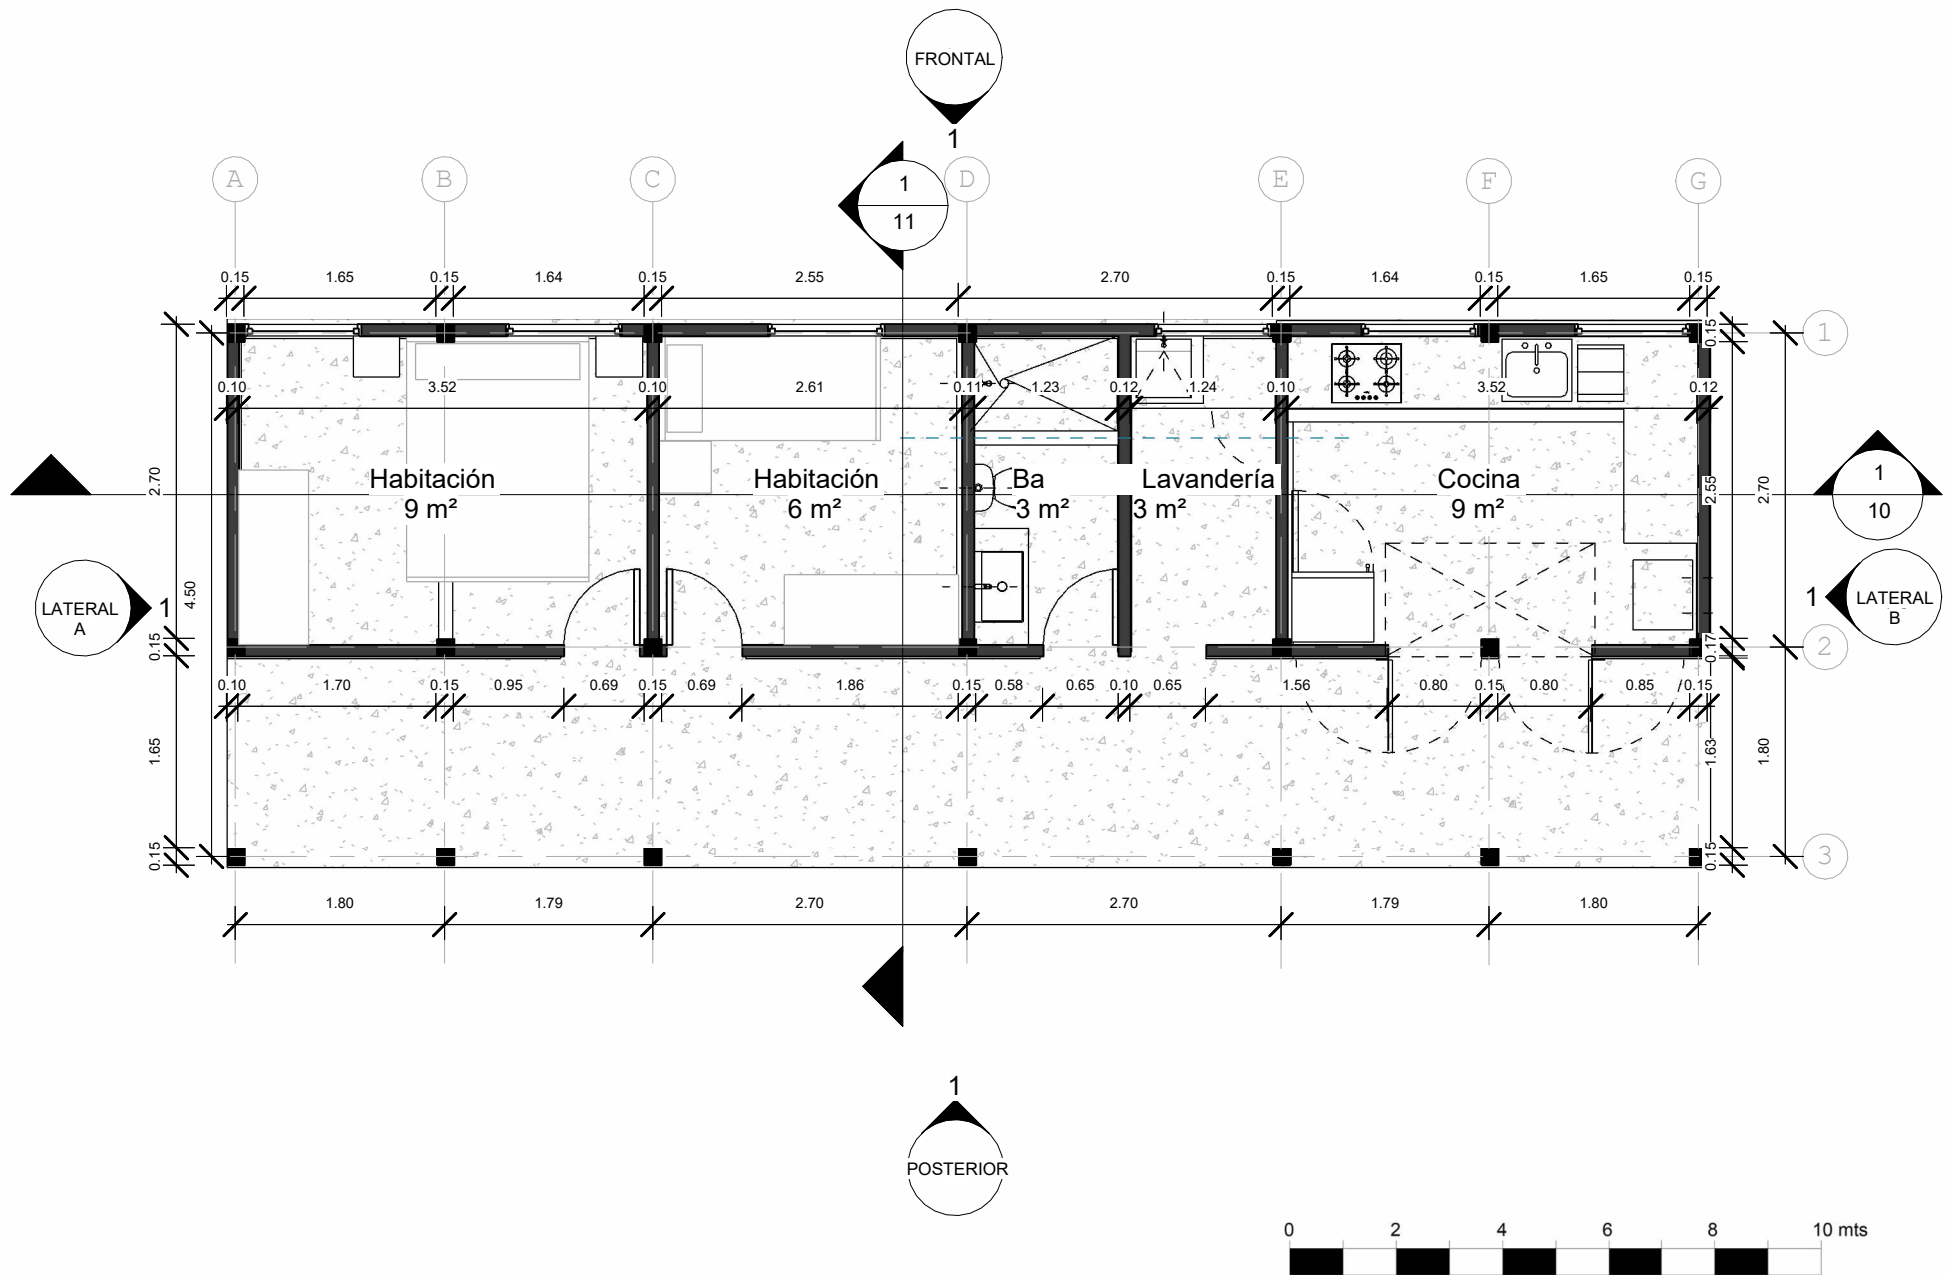 FRONTAL
1
A B C D E F G
1
11
0.15 1.65 0.15 1.64 0.15 2.55 2.70 0.15 1.64 0.15 1.65 0.15
0.15
1
0.10 3.52 0.10 2.61 0.11 1.23 0.12 1.24 0.10 3.52 0.12
2.70
4.50
Habitación
9 m²
Habitación
6 m²
Ba
3 m²
Lavandería
3 m²
Cocina
9 m²
2.55
2.70
1
10
LATERAL
A
1
1
LATERAL
B
0.15
0.17
2
0.10 1.70 0.15 0.95 0.69 0.15 0.69 1.86 0.15 0.58 0.65 0.10 0.65 1.56 0.80 0.15 0.80 0.85 0.15
1.65
1.63
1.80
0.15
0.15
3
1.80 1.79 2.70 2.70 1.79 1.80
1
POSTERIOR
0 2 4 6 8 10 mts